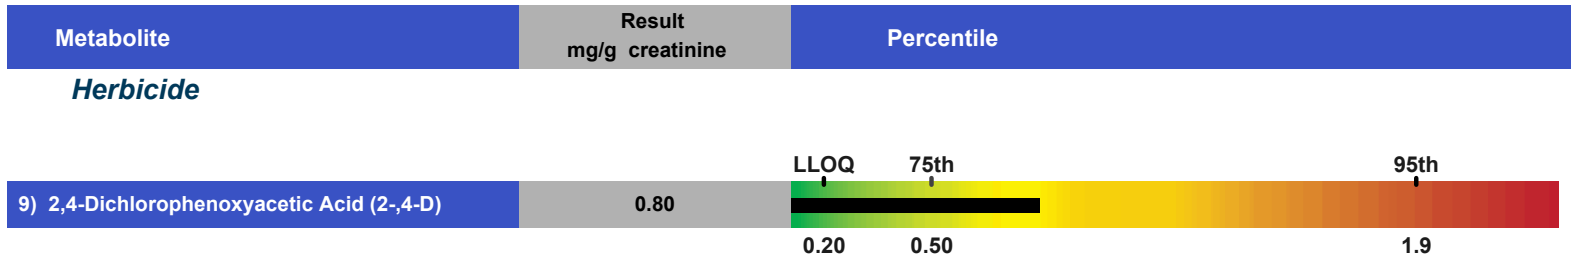 Metabolite
Result
mg/g creatinine
Percentile
Herbicide
LLOQ 75th 95th
9) 2,4-Dichlorophenoxyacetic Acid (2-,4-D) 0.80
0.20 0.50 1.9